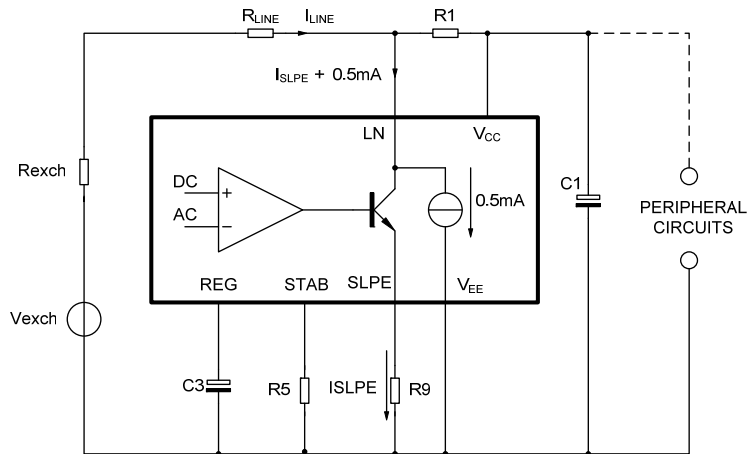 RLINE
ILINE
R1
ISLPE + 0.5mA
LN
VCC
Rexch
DC
+
AC
−
0.5mA
C1
PERIPHERAL
CIRCUITS
REG
STAB
SLPE
VEE
Vexch
C3
R5
ISLPE
R9